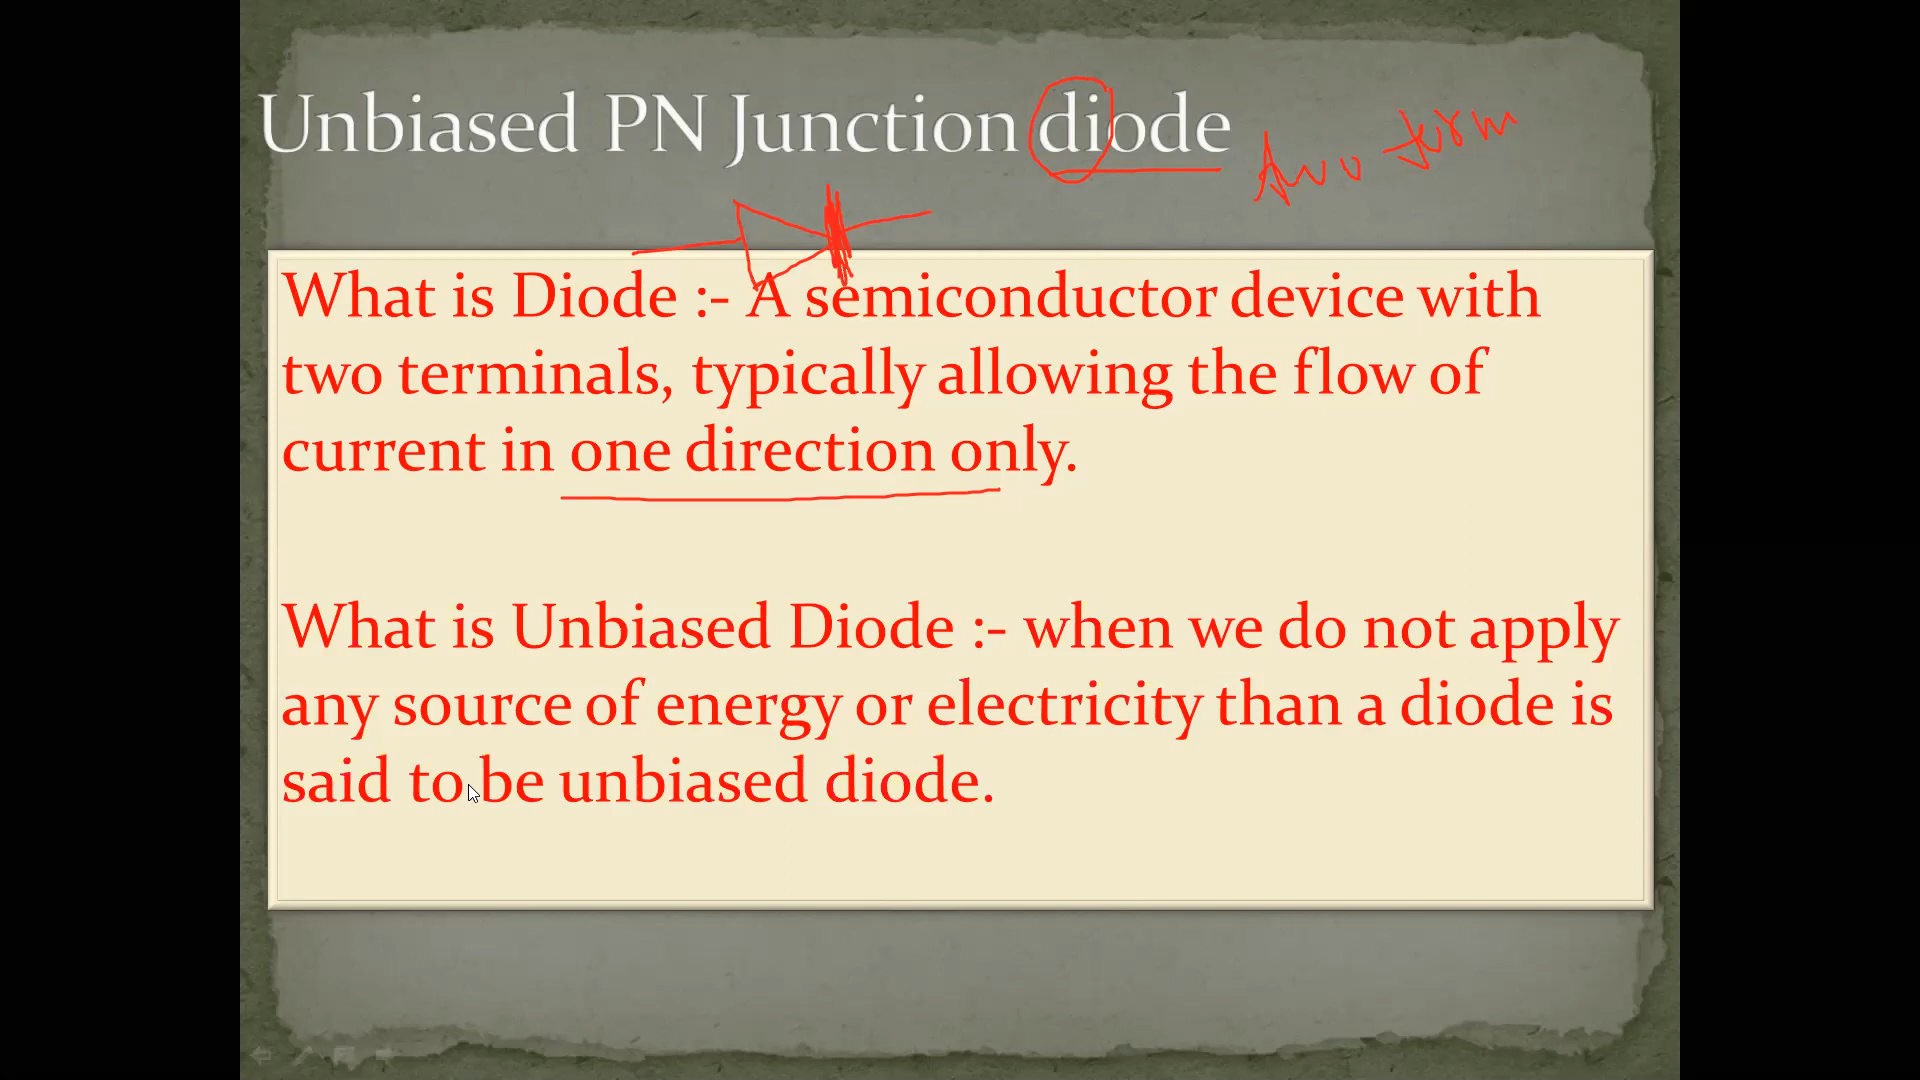 Unbiased PN Junction diode
two term
What is Diode :- A semiconductor device with
two terminals, typically allowing the flow of
current in one direction only.
What is Unbiased Diode :- when we do not apply
any source of energy or electricity than a diode is
said to be unbiased diode.